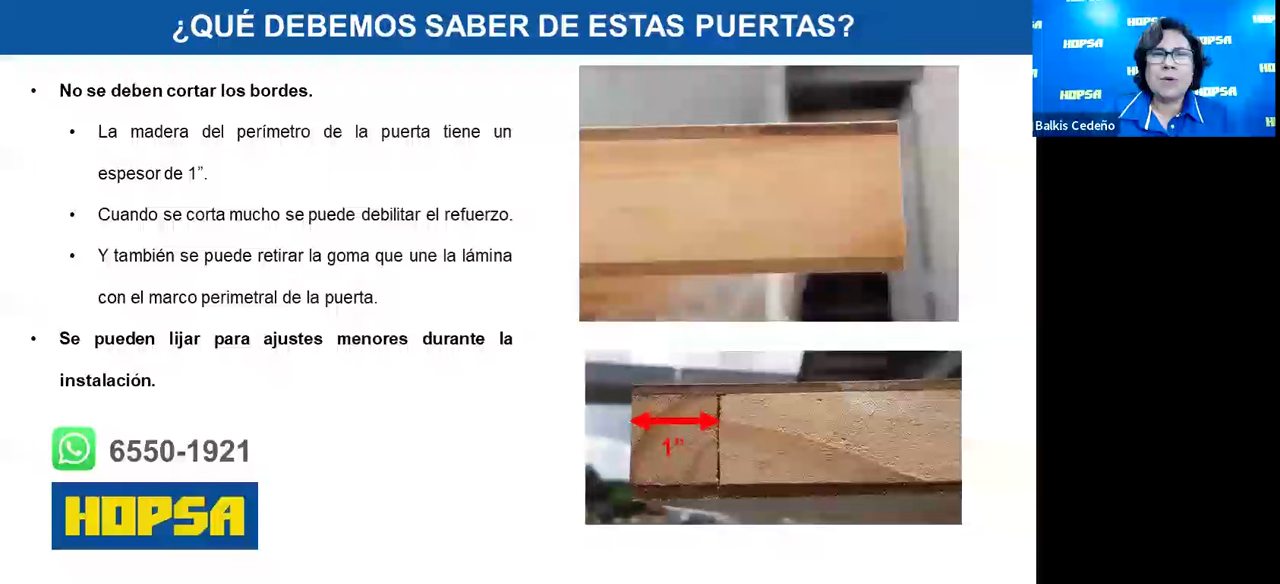 ¿QUÉ DEBEMOS SABER DE ESTAS PUERTAS?
• No se deben cortar los bordes.
• La madera del perímetro de la puerta tiene un
espesor de 1”.
• Cuando se corta mucho se puede debilitar el refuerzo.
• Y también se puede retirar la goma que une la lámina
con el marco perimetral de la puerta.
• Se pueden lijar para ajustes menores durante la
instalación.
1”
6550-1921
HOPSA
HOPSA
HOPSA
HOPSA
HOPSA
Balkis Cedeño